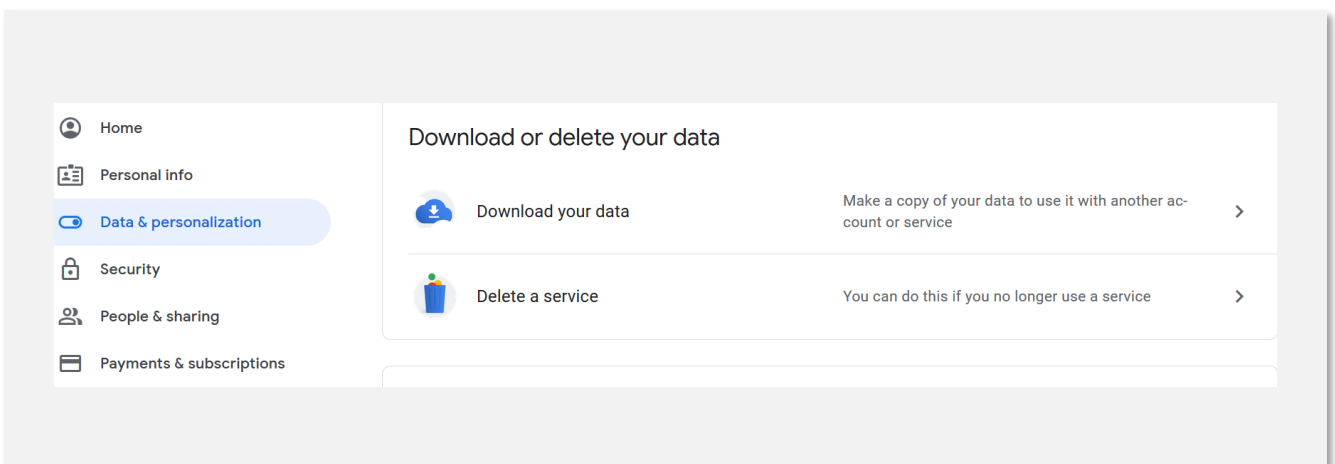 Home
Personal info
Data & personalization
Security
People & sharing
Payments & subscriptions
Download or delete your data
Download your data
Make a copy of your data to use it with another ac-
count or service
Delete a service
You can do this if you no longer use a service